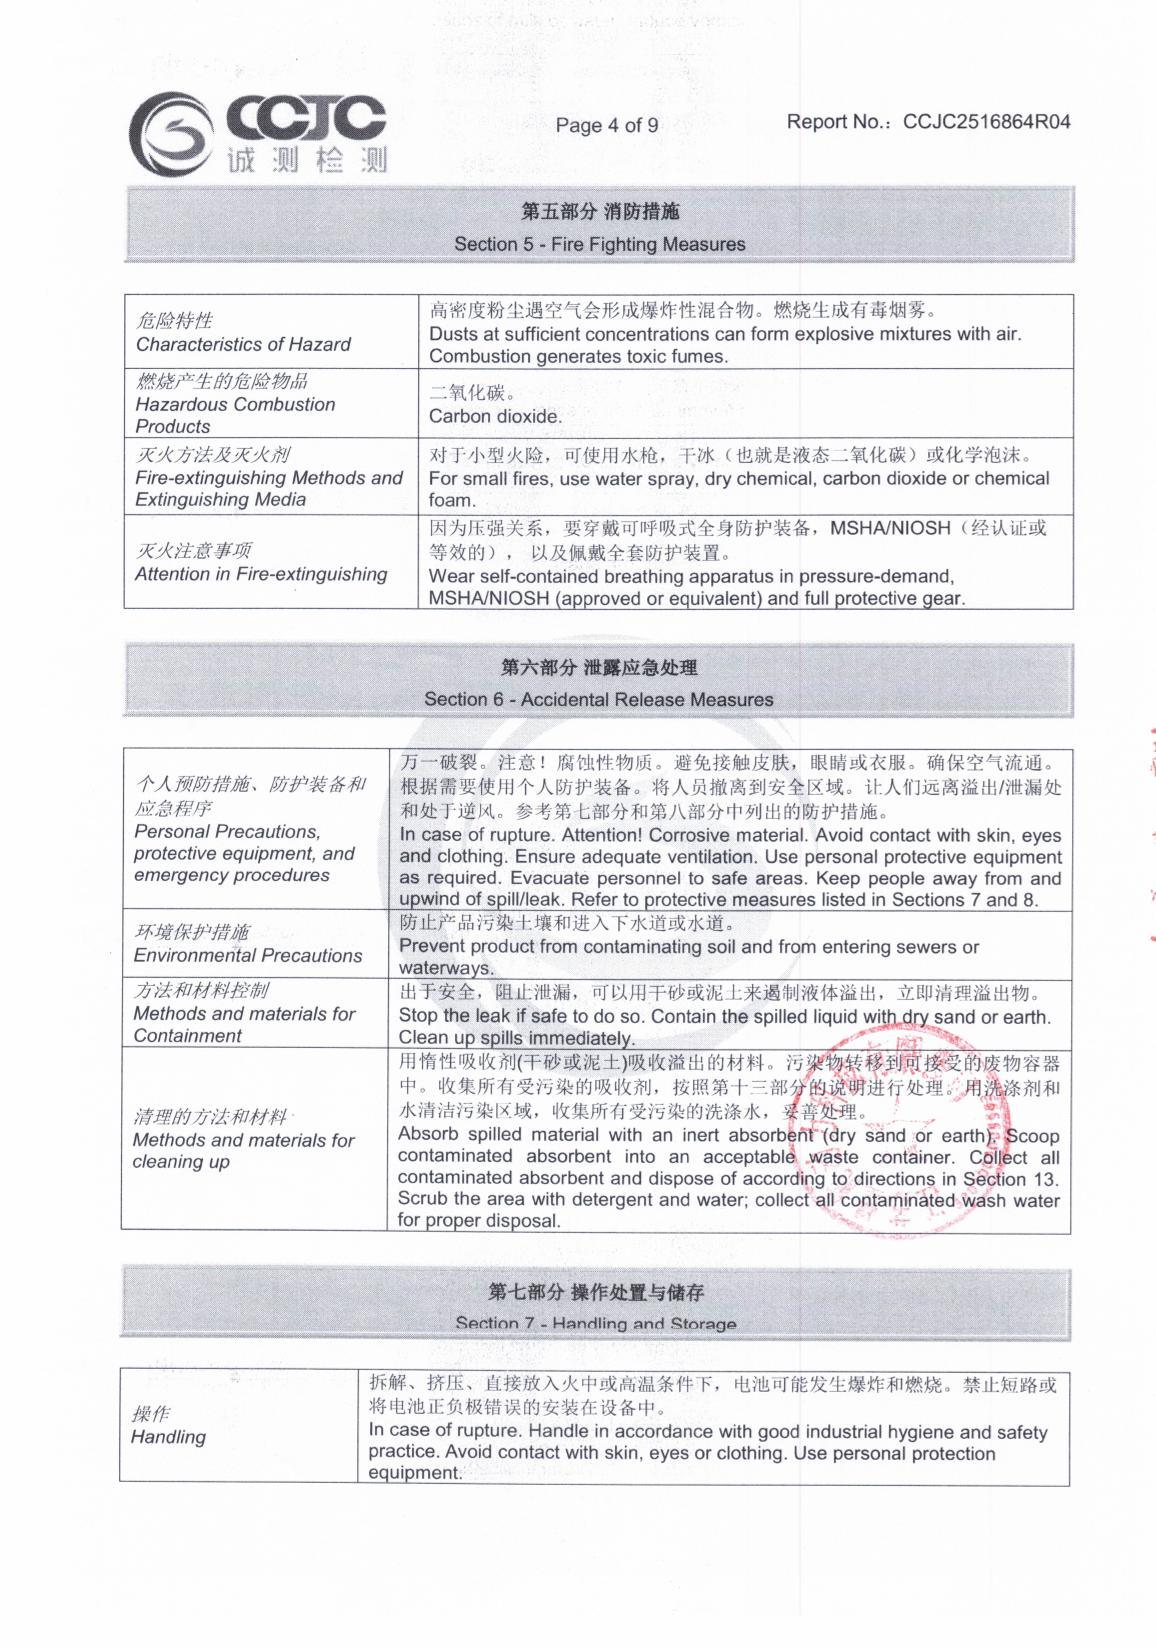 CCJC
诚测检测
Page 4 of 9
Report No.: CCJC2516864R04
第五部分 消防措施
Section 5 - Fire Fighting Measures
危险特性
Characteristics of Hazard
高密度粉尘遇空气会形成爆炸性混合物。燃烧生成有毒烟雾。
Dusts at sufficient concentrations can form explosive mixtures with air.
Combustion generates toxic fumes.
燃烧产生的危险物品
Hazardous Combustion
Products
二氧化碳。
Carbon dioxide.
灭火方法及灭火剂
Fire-extinguishing Methods and
Extinguishing Media
对于小型火险，可使用水枪，干冰（也就是液态二氧化碳）或化学泡沫。
For small fires, use water spray, dry chemical, carbon dioxide or chemical
foam.
灭火注意事项
Attention in Fire-extinguishing
因为压强关系，要穿戴可呼吸式全身防护装备，MSHA/NIOSH（经认证或
等效的），以及佩戴全套防护装置。
Wear self-contained breathing apparatus in pressure-demand,
MSHA/NIOSH (approved or equivalent) and full protective gear.
第六部分 泄露应急处理
Section 6 - Accidental Release Measures
个人预防措施、防护装备和
应急程序
Personal Precautions,
protective equipment, and
emergency procedures
万一破裂。注意！腐蚀性物质。避免接触皮肤，眼睛或衣服。确保空气流通。
根据需要使用个人防护装备。将人员撤离到安全区域。让人们远离溢出/泄漏处
和处于逆风。参考第七部分和第八部分中列出的防护措施。
In case of rupture. Attention! Corrosive material. Avoid contact with skin, eyes
and clothing. Ensure adequate ventilation. Use personal protective equipment
as required. Evacuate personnel to safe areas. Keep people away from and
upwind of spill/leak. Refer to protective measures listed in Sections 7 and 8.
环境保护措施
Environmental Precautions
防止产品污染土壤和进入下水道或水道。
Prevent product from contaminating soil and from entering sewers or
waterways.
方法和材料控制
Methods and materials for
Containment
出于安全，阻止泄漏，可以用干砂或泥土来遏制液体溢出，立即清理溢出物。
Stop the leak if safe to do so. Contain the spilled liquid with dry sand or earth.
Clean up spills immediately.
清理的方法和材料
Methods and materials for
cleaning up
用惰性吸收剂(干砂或泥土)吸收溢出的材料。污染物转移到可接受的废物容器
中。收集所有受污染的吸收剂，按照第十三部分的说明进行处理。用洗涤剂和
水清洁污染区域，收集所有受污染的洗涤水，妥善处理。
Absorb spilled material with an inert absorbent (dry sand or earth). Scoop
contaminated absorbent into an acceptable waste container. Collect all
contaminated absorbent and dispose of according to directions in Section 13.
Scrub the area with detergent and water; collect all contaminated wash water
for proper disposal.
第七部分 操作处置与储存
Section 7 - Handling and Storage
操作
Handling
拆解、挤压、直接放入火中或高温条件下，电池可能发生爆炸和燃烧。禁止短路或
将电池正负极错误的安装在设备中。
In case of rupture. Handle in accordance with good industrial hygiene and safety
practice. Avoid contact with skin, eyes or clothing. Use personal protection
equipment.